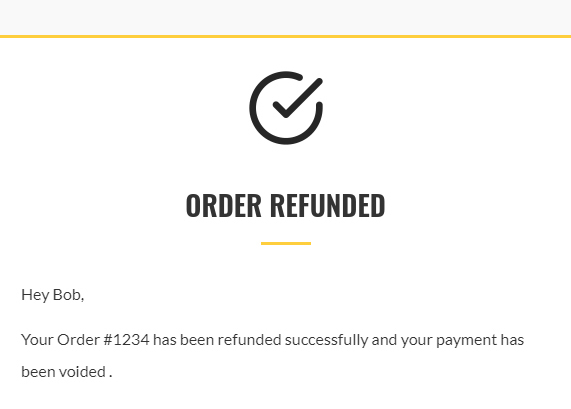 ORDER REFUNDED
Hey Bob,
Your Order #1234 has been refunded successfully and your payment has
been voided .